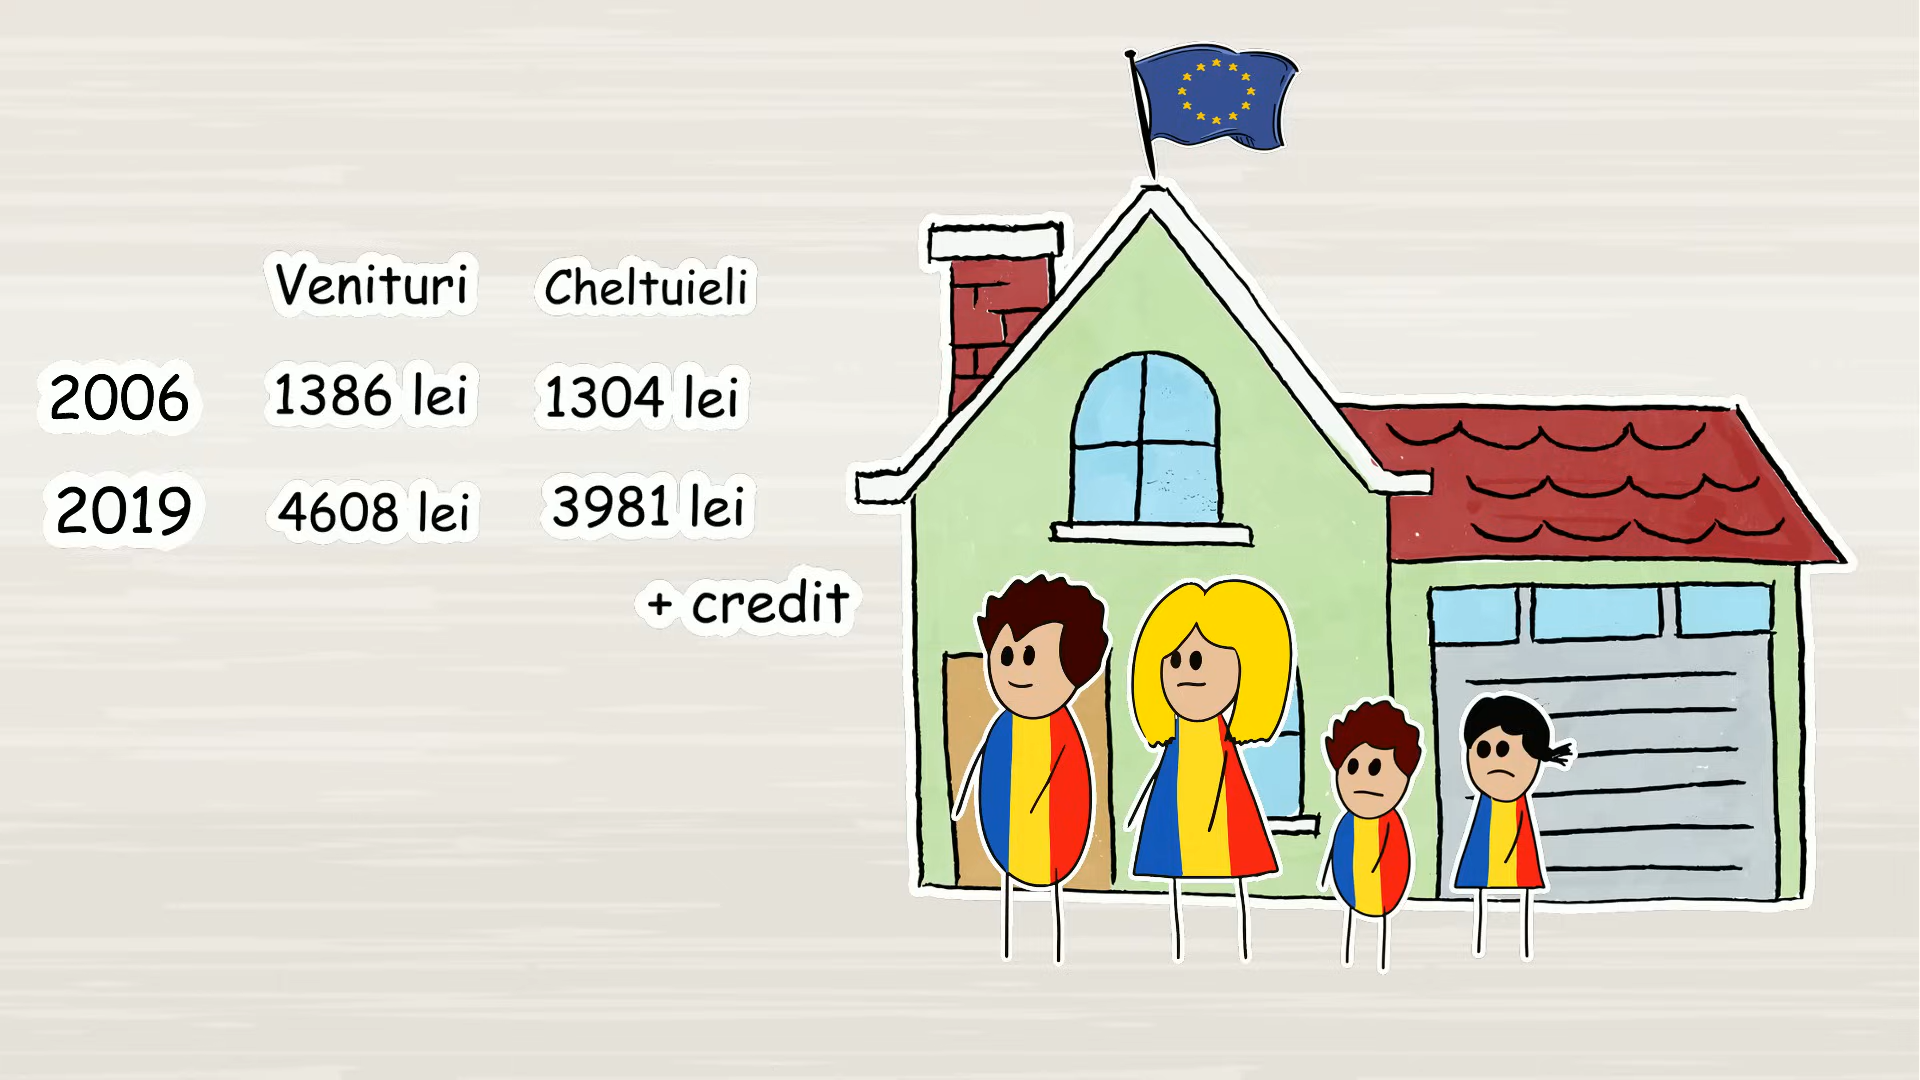 Venituri Cheltuieli
2006 1386 lei 1304 lei
2019 4608 lei 3981 lei
+ credit